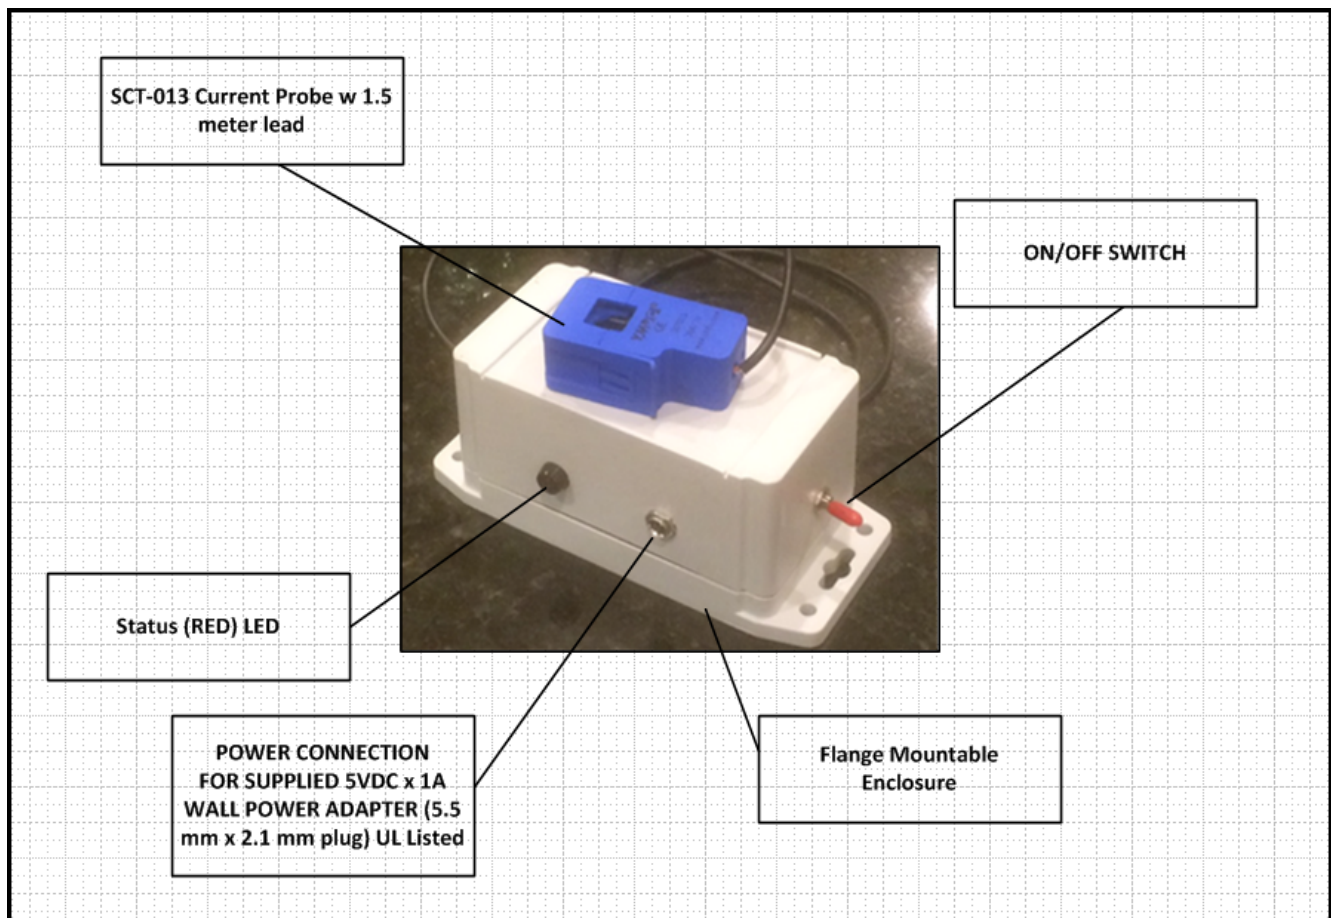 SCT-013 Current Probe w 1.5
meter lead
ON/OFF SWITCH
Status (RED) LED
POWER CONNECTION
FOR SUPPLIED 5VDC x 1A
WALL POWER ADAPTER (5.5
mm x 2.1 mm plug) UL Listed
Flange Mountable
Enclosure